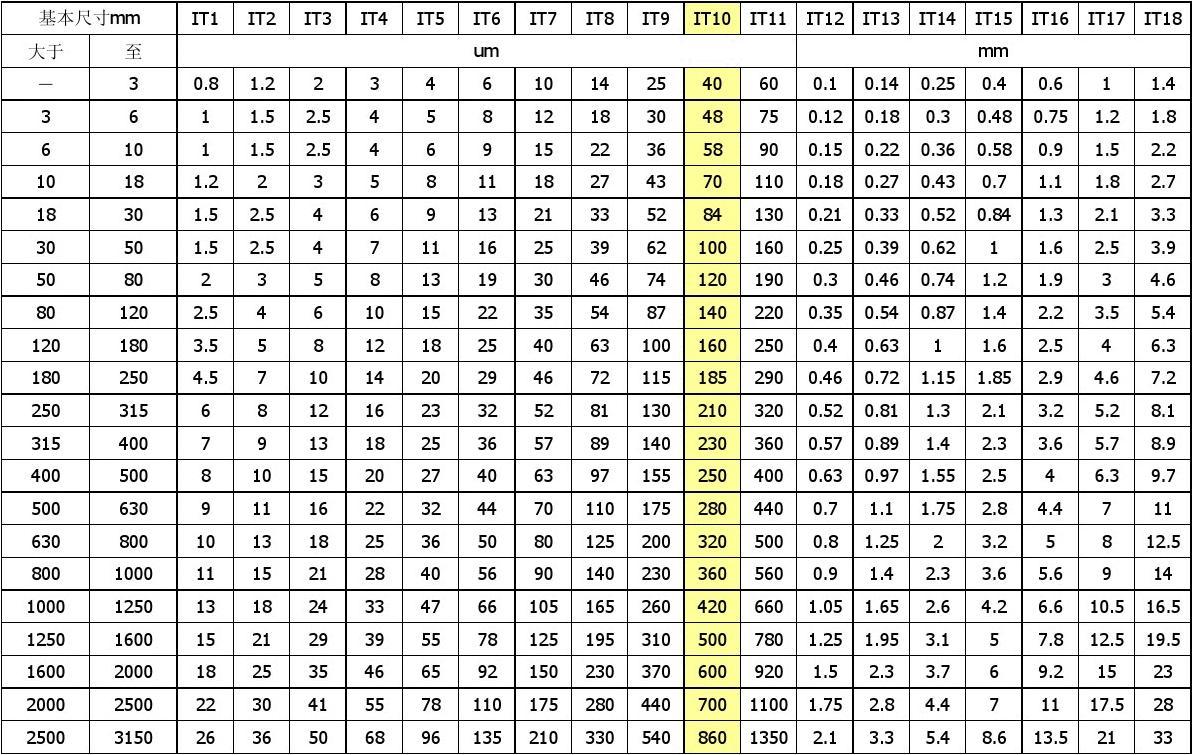 基本尺寸mm IT1 IT2 IT3 IT4 IT5 IT6 IT7 IT8 IT9 IT10 IT11 IT12 IT13 IT14 IT15 IT16 IT17 IT18
大于 至 um mm
— 3 0.8 1.2 2 3 4 6 10 14 25 40 60 0.1 0.14 0.25 0.4 0.6 1 1.4
3 6 1 1.5 2.5 4 5 8 12 18 30 48 75 0.12 0.18 0.3 0.48 0.75 1.2 1.8
6 10 1 1.5 2.5 4 6 9 15 22 36 58 90 0.15 0.22 0.36 0.58 0.9 1.5 2.2
10 18 1.2 2 3 5 8 11 18 27 43 70 110 0.18 0.27 0.43 0.7 1.1 1.8 2.7
18 30 1.5 2.5 4 6 9 13 21 33 52 84 130 0.21 0.33 0.52 0.84 1.3 2.1 3.3
30 50 1.5 2.5 4 7 11 16 25 39 62 100 160 0.25 0.39 0.62 1 1.6 2.5 3.9
50 80 2 3 5 8 13 19 30 46 74 120 190 0.3 0.46 0.74 1.2 1.9 3 4.6
80 120 2.5 4 6 10 15 22 35 54 87 140 220 0.35 0.54 0.87 1.4 2.2 3.5 5.4
120 180 3.5 5 8 12 18 25 40 63 100 160 250 0.4 0.63 1 1.6 2.5 4 6.3
180 250 4.5 7 10 14 20 29 46 72 115 185 290 0.46 0.72 1.15 1.85 2.9 4.6 7.2
250 315 6 8 12 16 23 32 52 81 130 210 320 0.52 0.81 1.3 2.1 3.2 5.2 8.1
315 400 7 9 13 18 25 36 57 89 140 230 360 0.57 0.89 1.4 2.3 3.6 5.7 8.9
400 500 8 10 15 20 27 40 63 97 155 250 400 0.63 0.97 1.55 2.5 4 6.3 9.7
500 630 9 11 16 22 32 44 70 110 175 280 440 0.7 1.1 1.75 2.8 4.4 7 11
630 800 10 13 18 25 36 50 80 125 200 320 500 0.8 1.25 2 3.2 5 8 12.5
800 1000 11 15 21 28 40 56 90 140 230 360 560 0.9 1.4 2.3 3.6 5.6 9 14
1000 1250 13 18 24 33 47 66 105 165 260 420 660 1.05 1.65 2.6 4.2 6.6 10.5 16.5
1250 1600 15 21 29 39 55 78 125 195 310 500 780 1.25 1.95 3.1 5 7.8 12.5 19.5
1600 2000 18 25 35 46 65 92 150 230 370 600 920 1.5 2.3 3.7 6 9.2 15 23
2000 2500 22 30 41 55 78 110 175 280 440 700 1100 1.75 2.8 4.4 7 11 17.5 28
2500 3150 26 36 50 68 96 135 210 330 540 860 1350 2.1 3.3 5.4 8.6 13.5 21 33